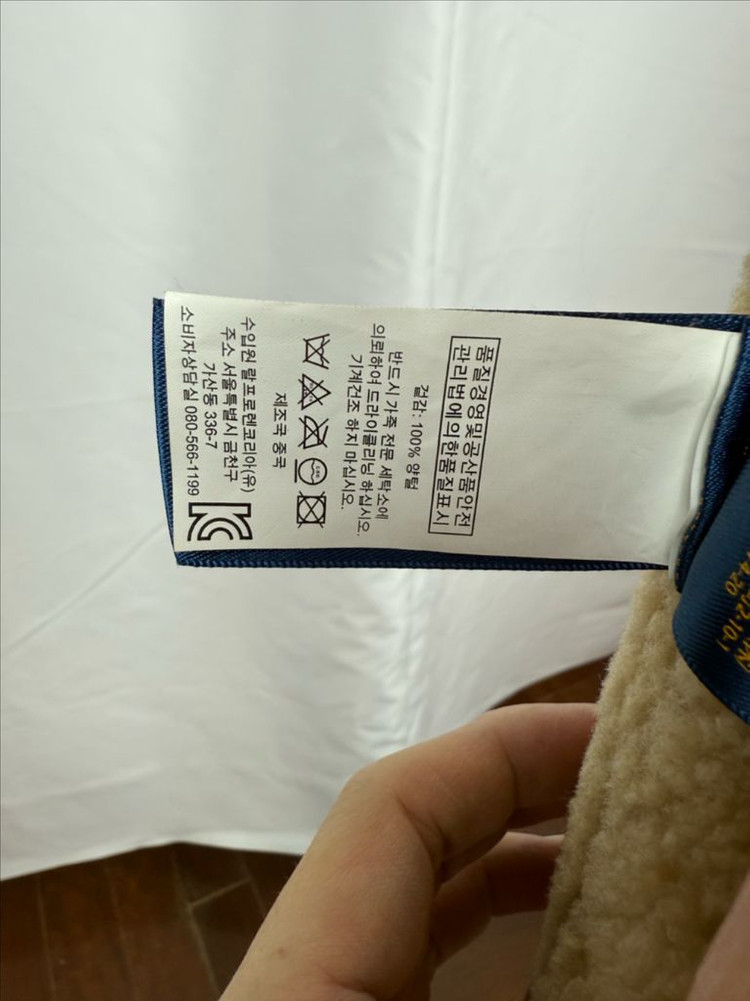 품질경영및공산품안전
관리법에의한품질표시
겉감: 100% 양털
반드시 가죽 전문 세탁소에
의뢰하여 드라이클리닝 하십시오.
기계건조 하지 마십시오.
제조국 중국
수입원 랄프로렌코리아(유)
주소 서울특별시 금천구
가산동 336-7
소비자상담실 080-566-1199